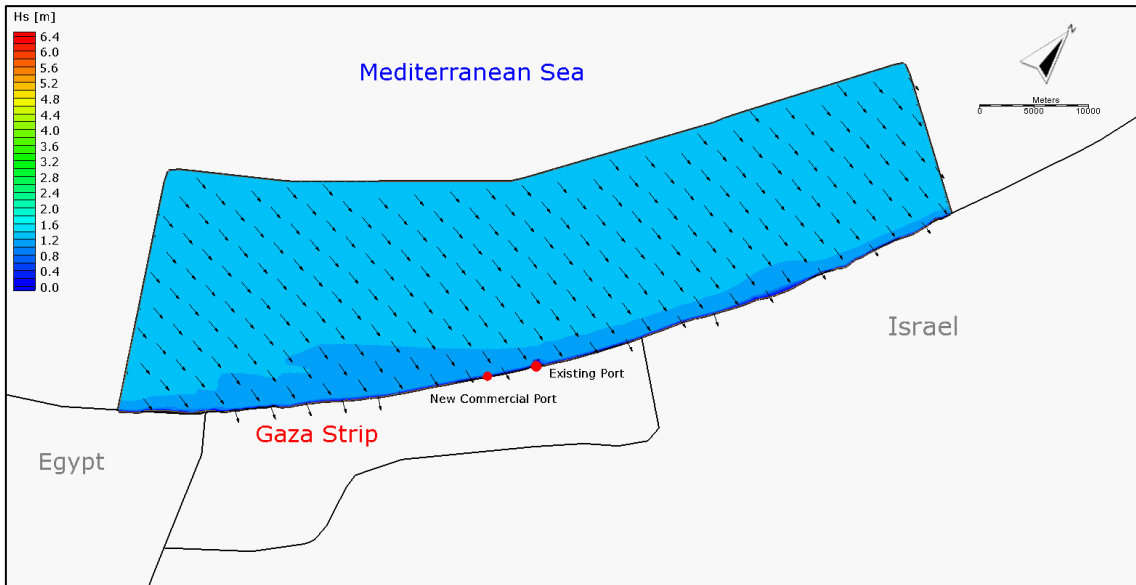 Hs [m]
6.4
6.0
5.6
5.2
4.8
4.4
4.0
3.6
3.2
2.8
2.4
2.0
1.6
1.2
0.8
0.4
0.0
Mediterranean Sea
N
Meters
0 5000 10000
Israel
Existing Port
New Commercial Port
Gaza Strip
Egypt